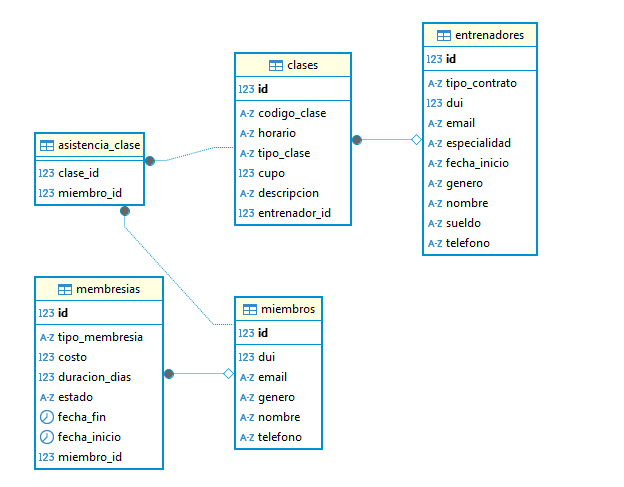 entrenadores
123 id
A-Z tipo_contrato
123 dui
A-Z email
A-Z especialidad
A-Z fecha_inicio
A-Z genero
A-Z nombre
A-Z sueldo
A-Z telefono
clases
123 id
A-Z codigo_clase
A-Z horario
A-Z tipo_clase
123 cupo
A-Z descripcion
123 entrenador_id
asistencia_clase
123 clase_id
123 miembro_id
membresias
123 id
A-Z tipo_membresia
123 costo
123 duracion_dias
A-Z estado
fecha_fin
fecha_inicio
123 miembro_id
miembros
123 id
123 dui
A-Z email
A-Z genero
A-Z nombre
A-Z telefono